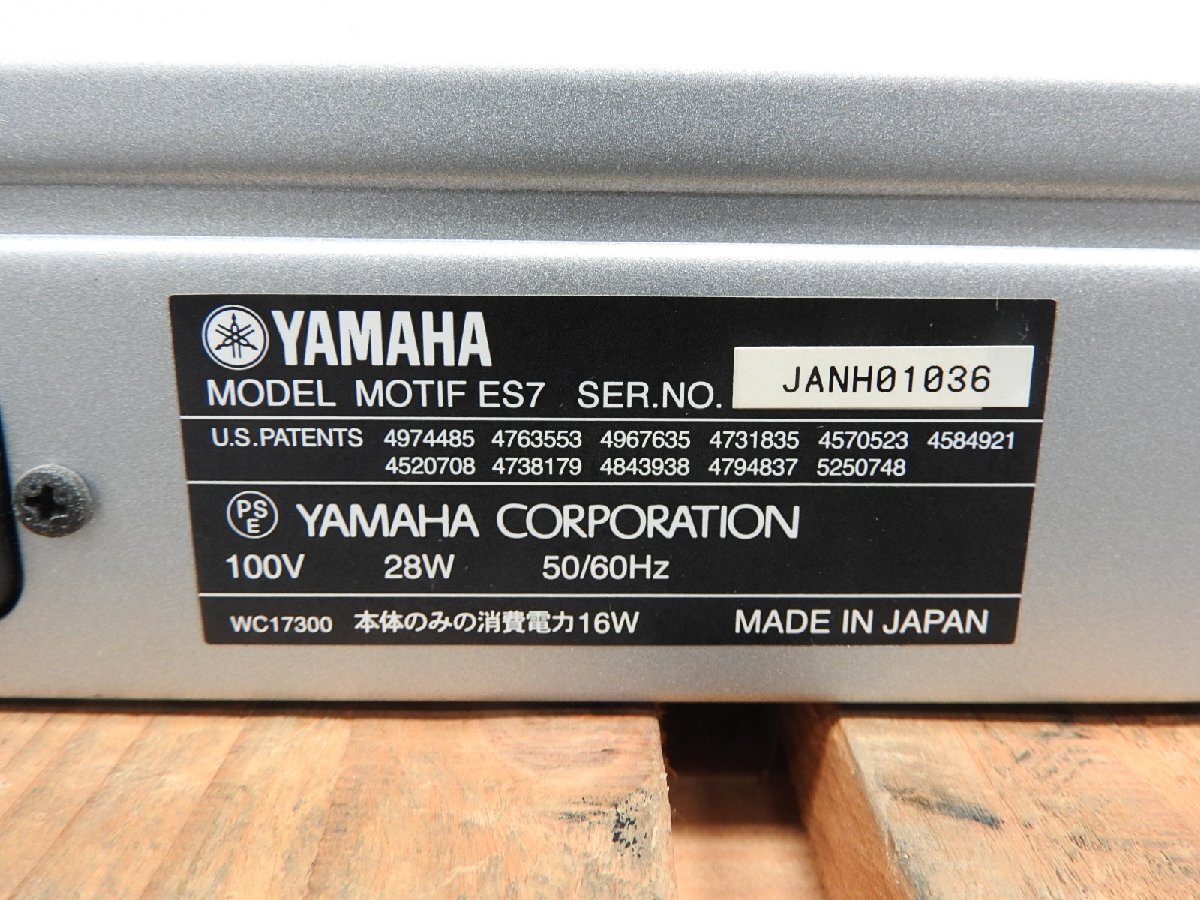 YAMAHA
MODEL MOTIF ES7 SER.NO. JANH01036
U.S.PATENTS 4974485 4763553 4967635 4731835 4570523 4584921
4520708 4738179 4843938 4794837 5250748
PSE YAMAHA CORPORATION
100V 28W 50/60Hz
WC17300 本体のみの消費電力16W MADE IN JAPAN